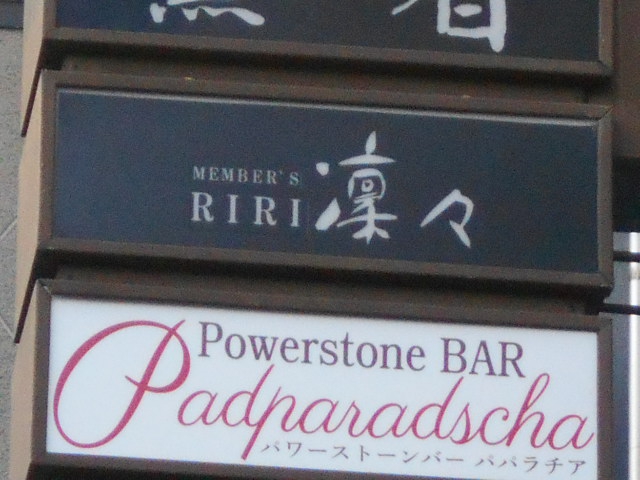 MEMBER'S
RIRI 凛々
Powerstone BAR
Padparadscha
パワーストーンバー パパラチア